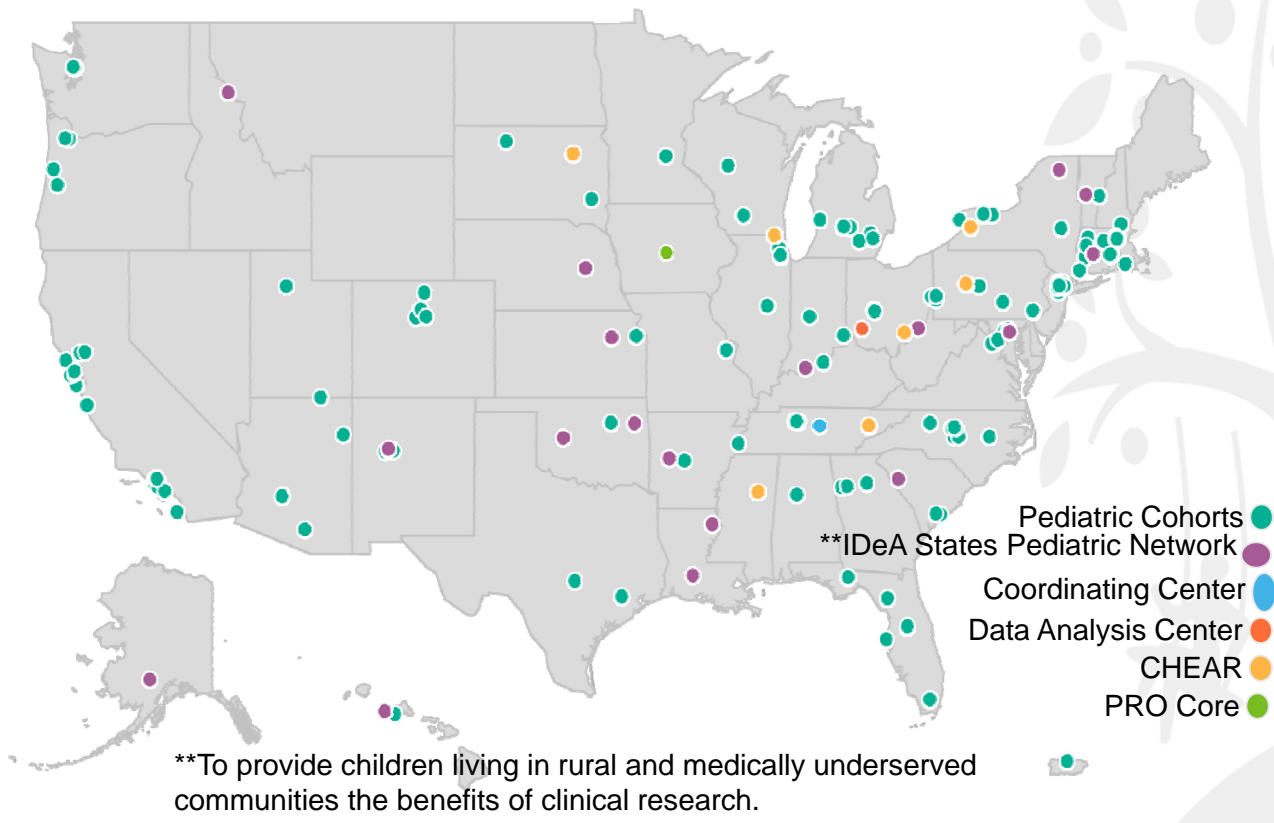 Pediatric Cohorts
**IDeA States Pediatric Network
Coordinating Center
Data Analysis Center
CHEAR
PRO Core
**To provide children living in rural and medically underserved
communities the benefits of clinical research.